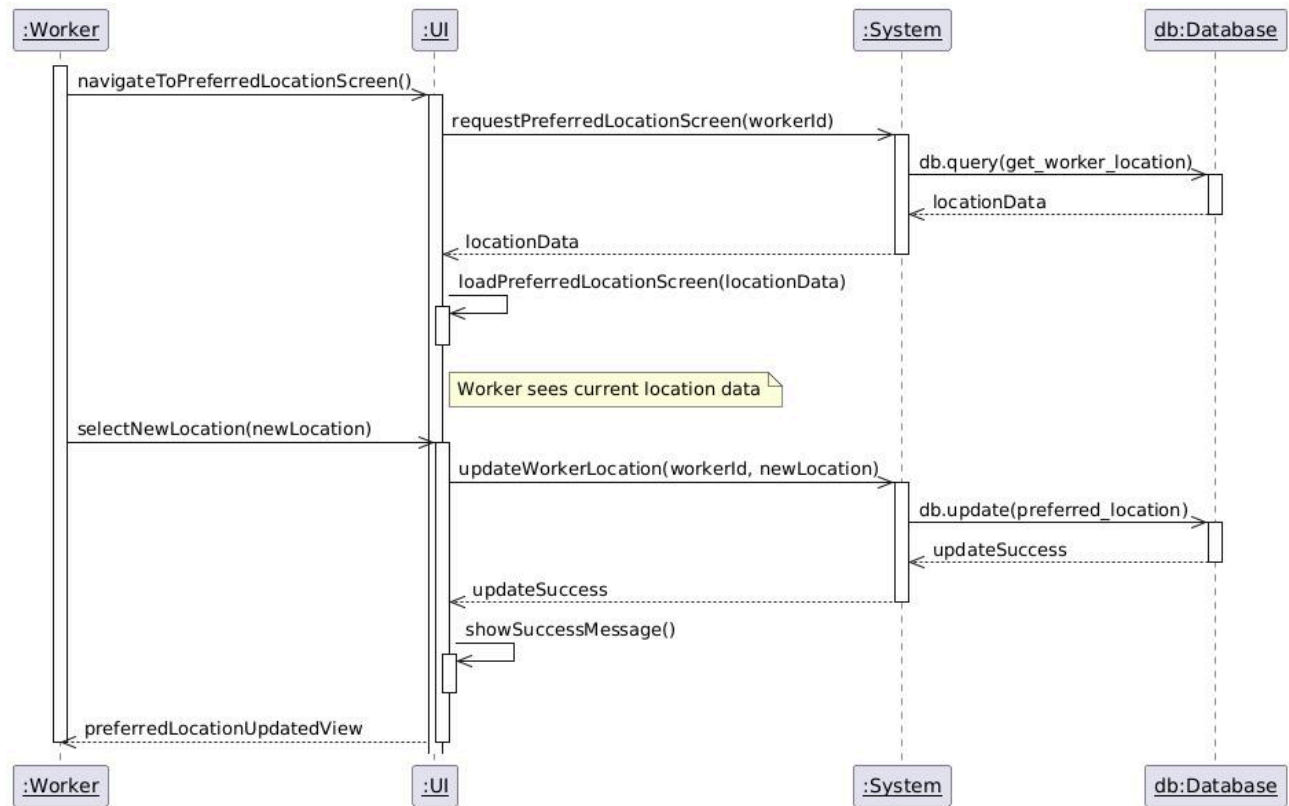 :Worker
:UI
:System
db:Database
navigateToPreferredLocationScreen()
requestPreferredLocationScreen(workerId)
db.query(get_worker_location)
locationData
locationData
loadPreferredLocationScreen(locationData)
Worker sees current location data
selectNewLocation(newLocation)
updateWorkerLocation(workerId, newLocation)
db.update(preferred_location)
updateSuccess
updateSuccess
showSuccessMessage()
preferredLocationUpdatedView
:Worker
:UI
:System
db:Database